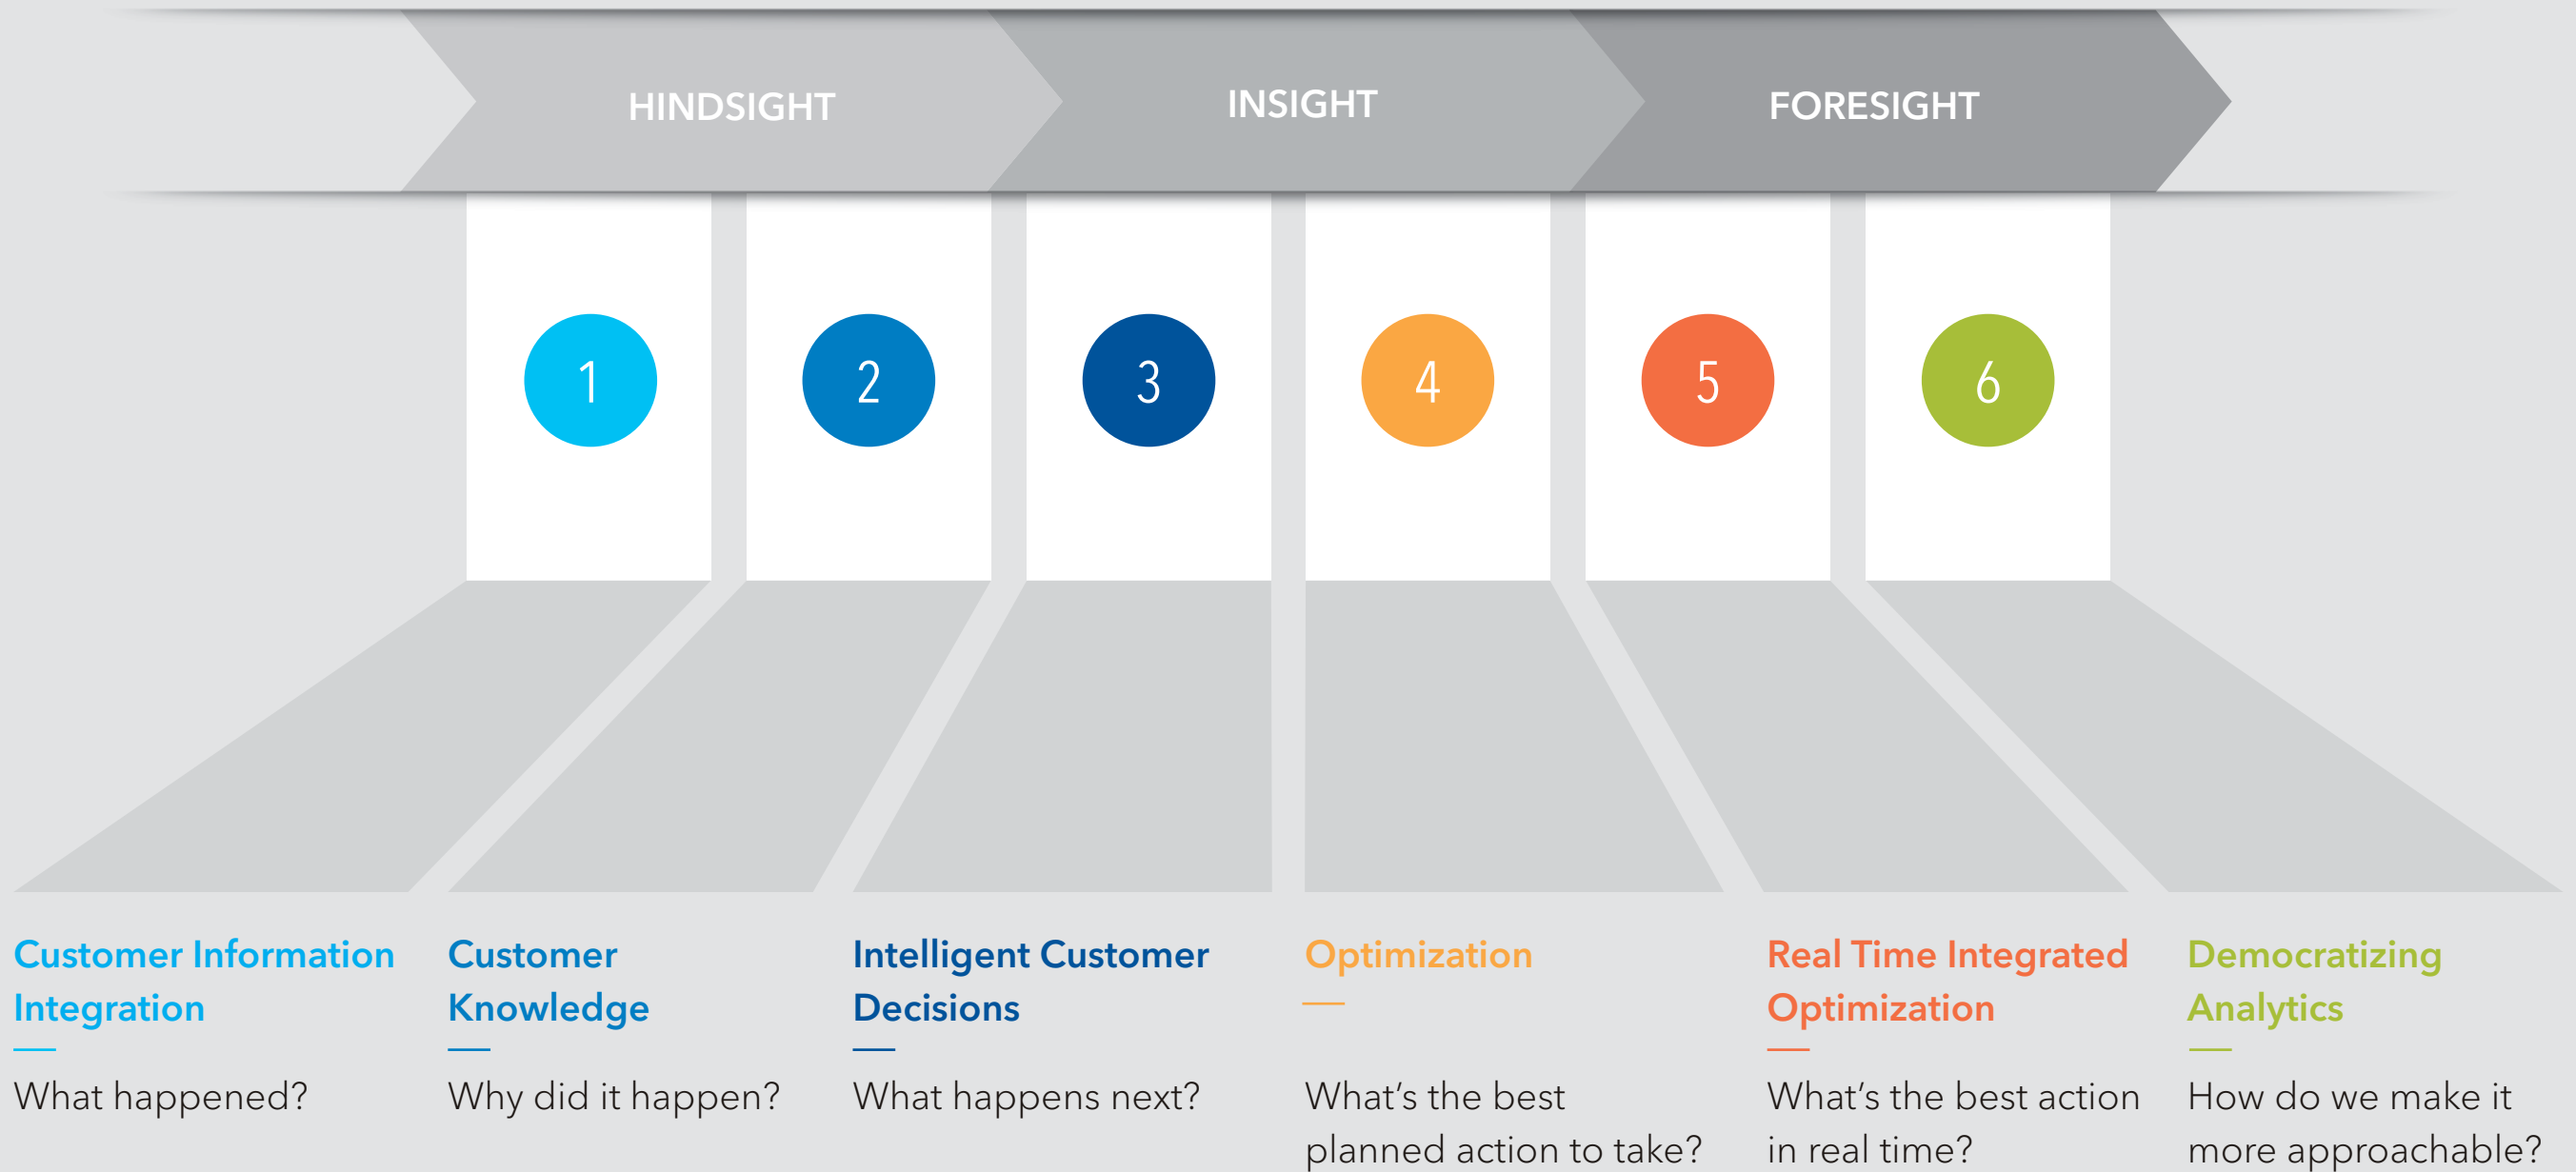 HINDSIGHT
INSIGHT
FORESIGHT
1
2
3
4
5
6
Customer Information
Integration
What happened?
Customer
Knowledge
Why did it happen?
Intelligent Customer
Decisions
What happens next?
Optimization
What’s the best
planned action to take?
Real Time Integrated
Optimization
What’s the best action
in real time?
Democratizing
Analytics
How do we make it
more approachable?